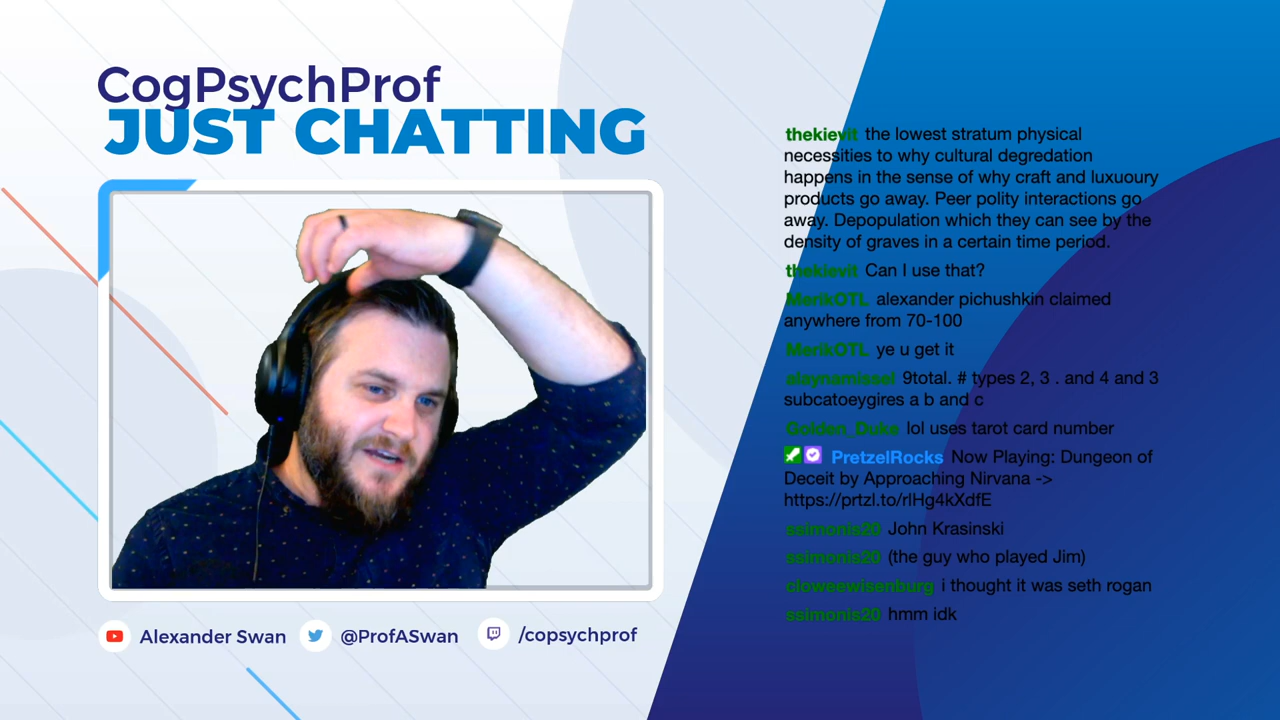 CogPsychProf
JUST CHATTING
Alexander Swan
@ProfASwan
/copsychprof
thekievit the lowest stratum physical
necessities to why cultural degredation
happens in the sense of why craft and luxuoury
products go away. Peer polity interactions go
away. Depopulation which they can see by the
density of graves in a certain time period.
thekievit Can I use that?
MerikOTL alexander pichushkin claimed
anywhere from 70-100
MerikOTL ye u get it
alaynamissel 9total. # types 2, 3 . and 4 and 3
subcatoeygires a b and c
Golden_Duke lol uses tarot card number
PretzelRocks Now Playing: Dungeon of
Deceit by Approaching Nirvana ->
https://prtzl.to/rlHg4kXdfE
ssimonis20 John Krasinski
ssimonis20 (the guy who played Jim)
cloweewisenburg i thought it was seth rogan
ssimonis20 hmm idk